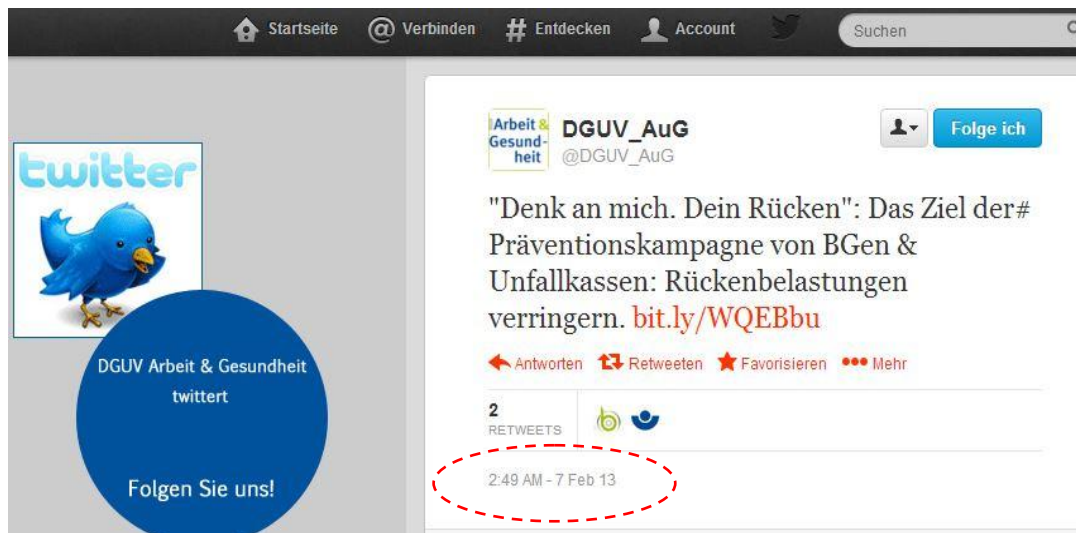 Startseite
Verbinden
Entdecken
Account
Suchen
twitter
DGUV Arbeit & Gesundheit
twittert
Folgen Sie uns!
Arbeit &
Gesund-
heit
DGUV_AuG
@DGUV_AuG
Folge ich
"Denk an mich. Dein Rücken": Das Ziel der#
Präventionskampagne von BGen &
Unfallkassen: Rückenbelastungen
verringern. bit.ly/WQEBbu
Antworten Retweeten Favorisieren Mehr
2
RETWEETS
2:49 AM - 7 Feb 13